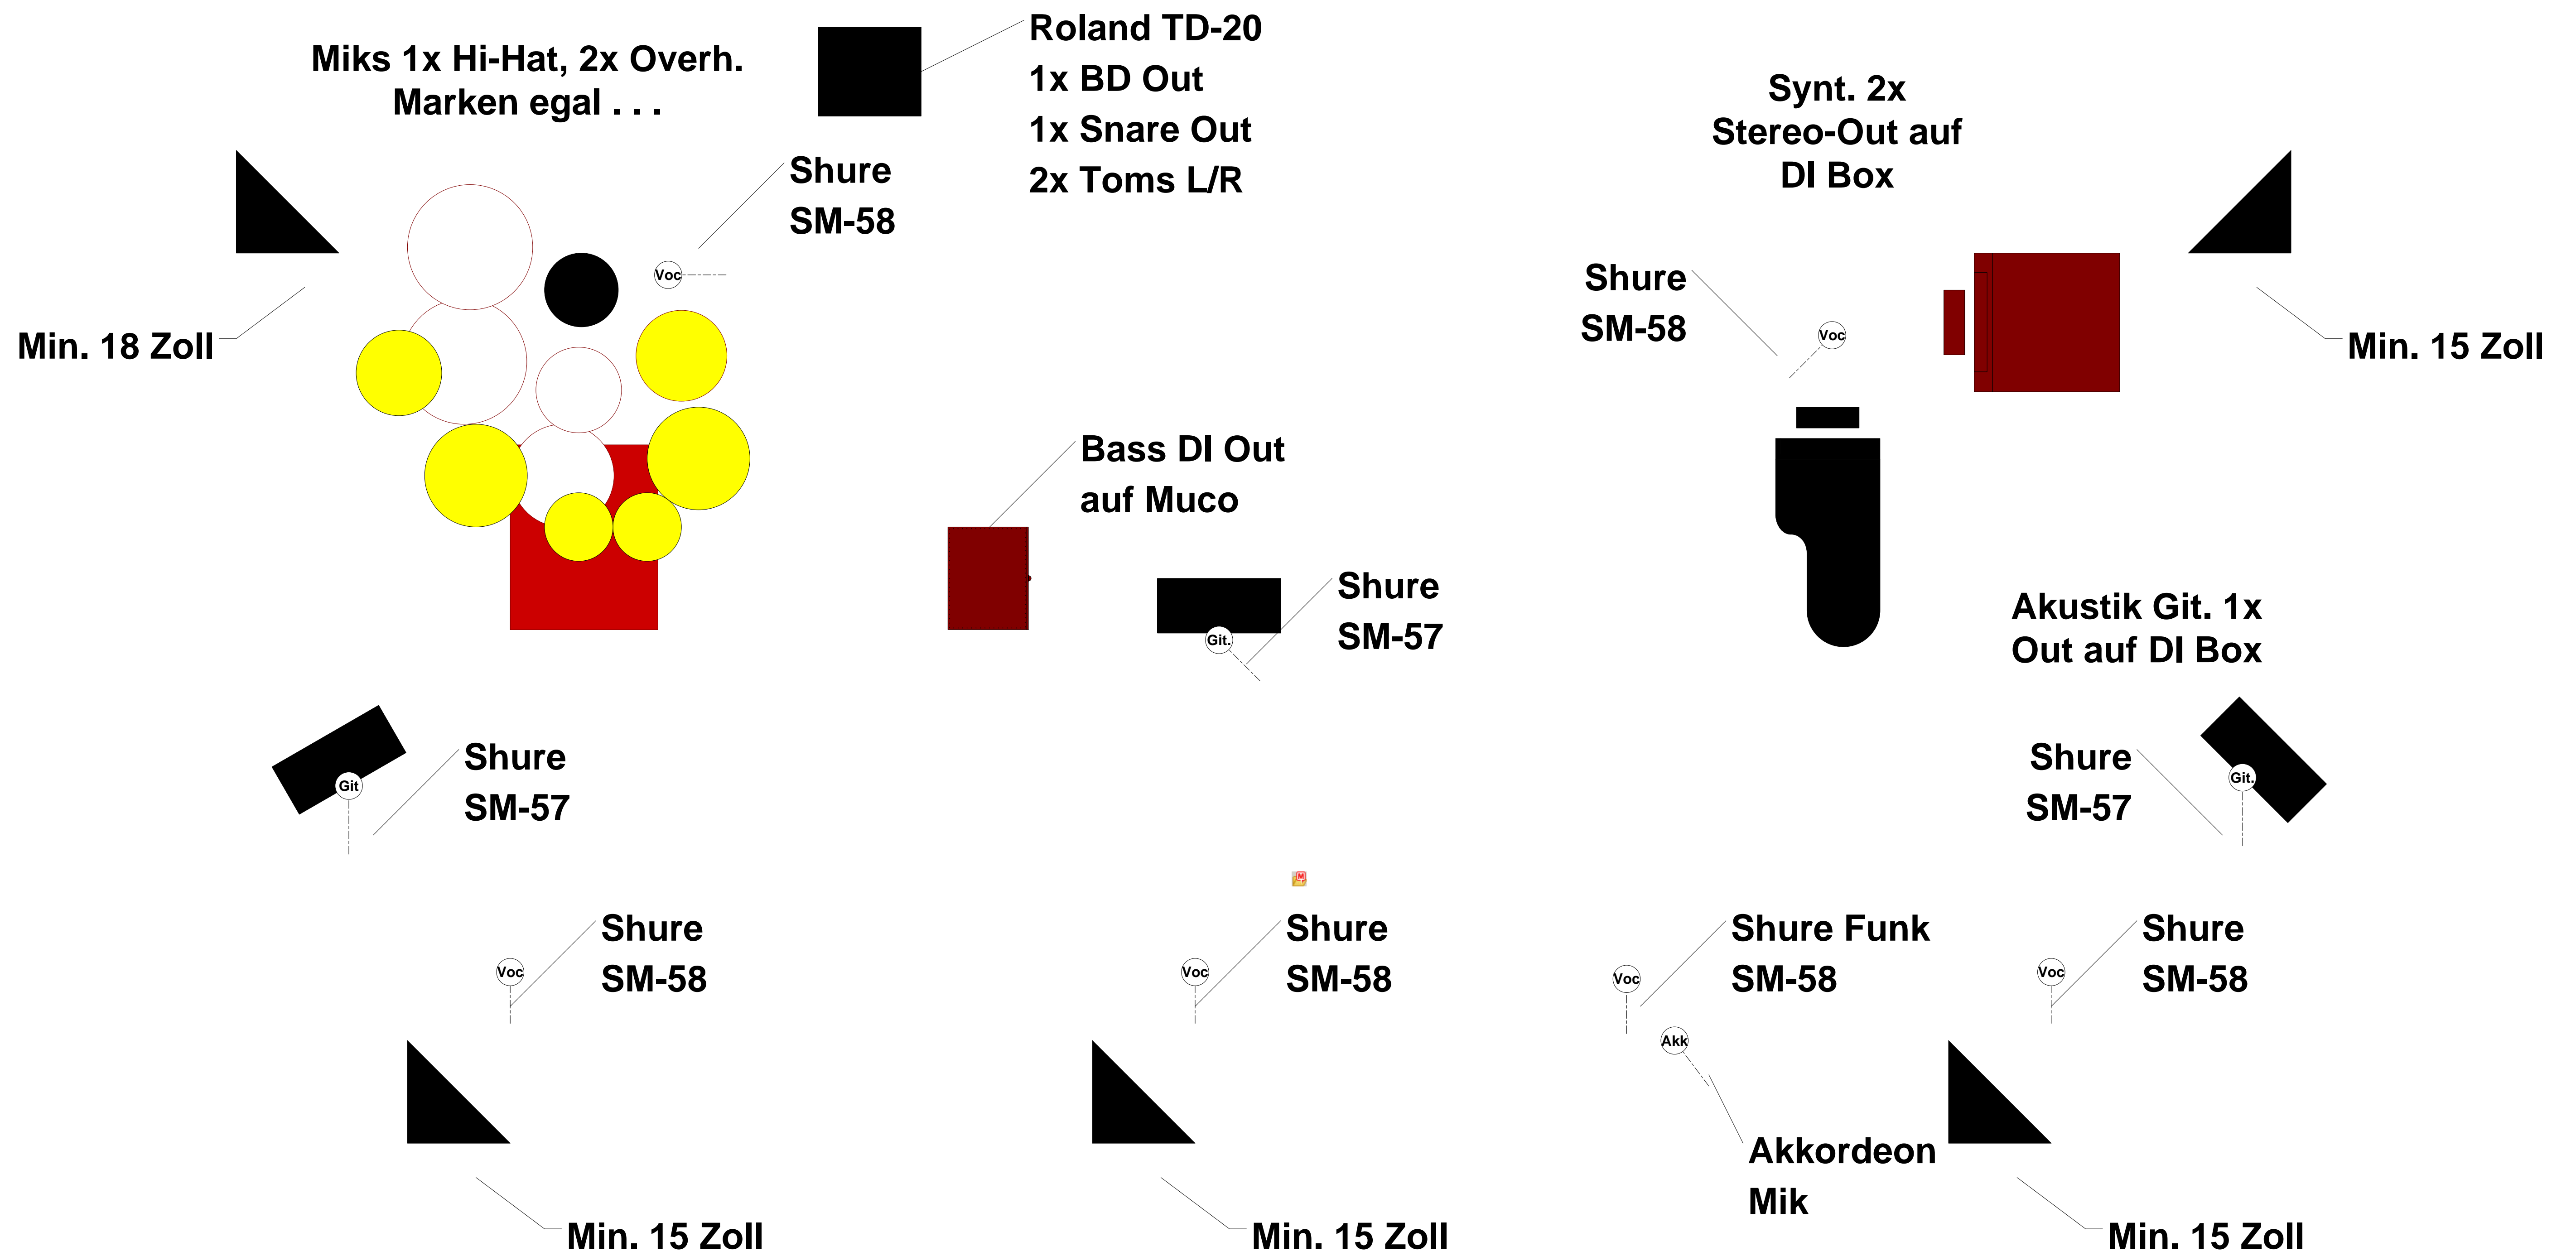 Miks 1x Hi-Hat, 2x Overh.
Marken egal . . .
Roland TD-20
1x BD Out
1x Snare Out
2x Toms L/R
Synt. 2x
Stereo-Out auf
DI Box
Shure
SM-58
Voc
Min. 18 Zoll
Shure
SM-58
Voc
Min. 15 Zoll
Bass DI Out
auf Muco
Shure
SM-57
Git.
Akustik Git. 1x
Out auf DI Box
Shure
SM-57
Git
Shure
SM-57
Git.
Shure
SM-58
Voc
Shure
SM-58
Voc
Shure Funk
SM-58
Voc
Shure
SM-58
Voc
Akk
Akkordeon
Mik
Min. 15 Zoll
Min. 15 Zoll
Min. 15 Zoll